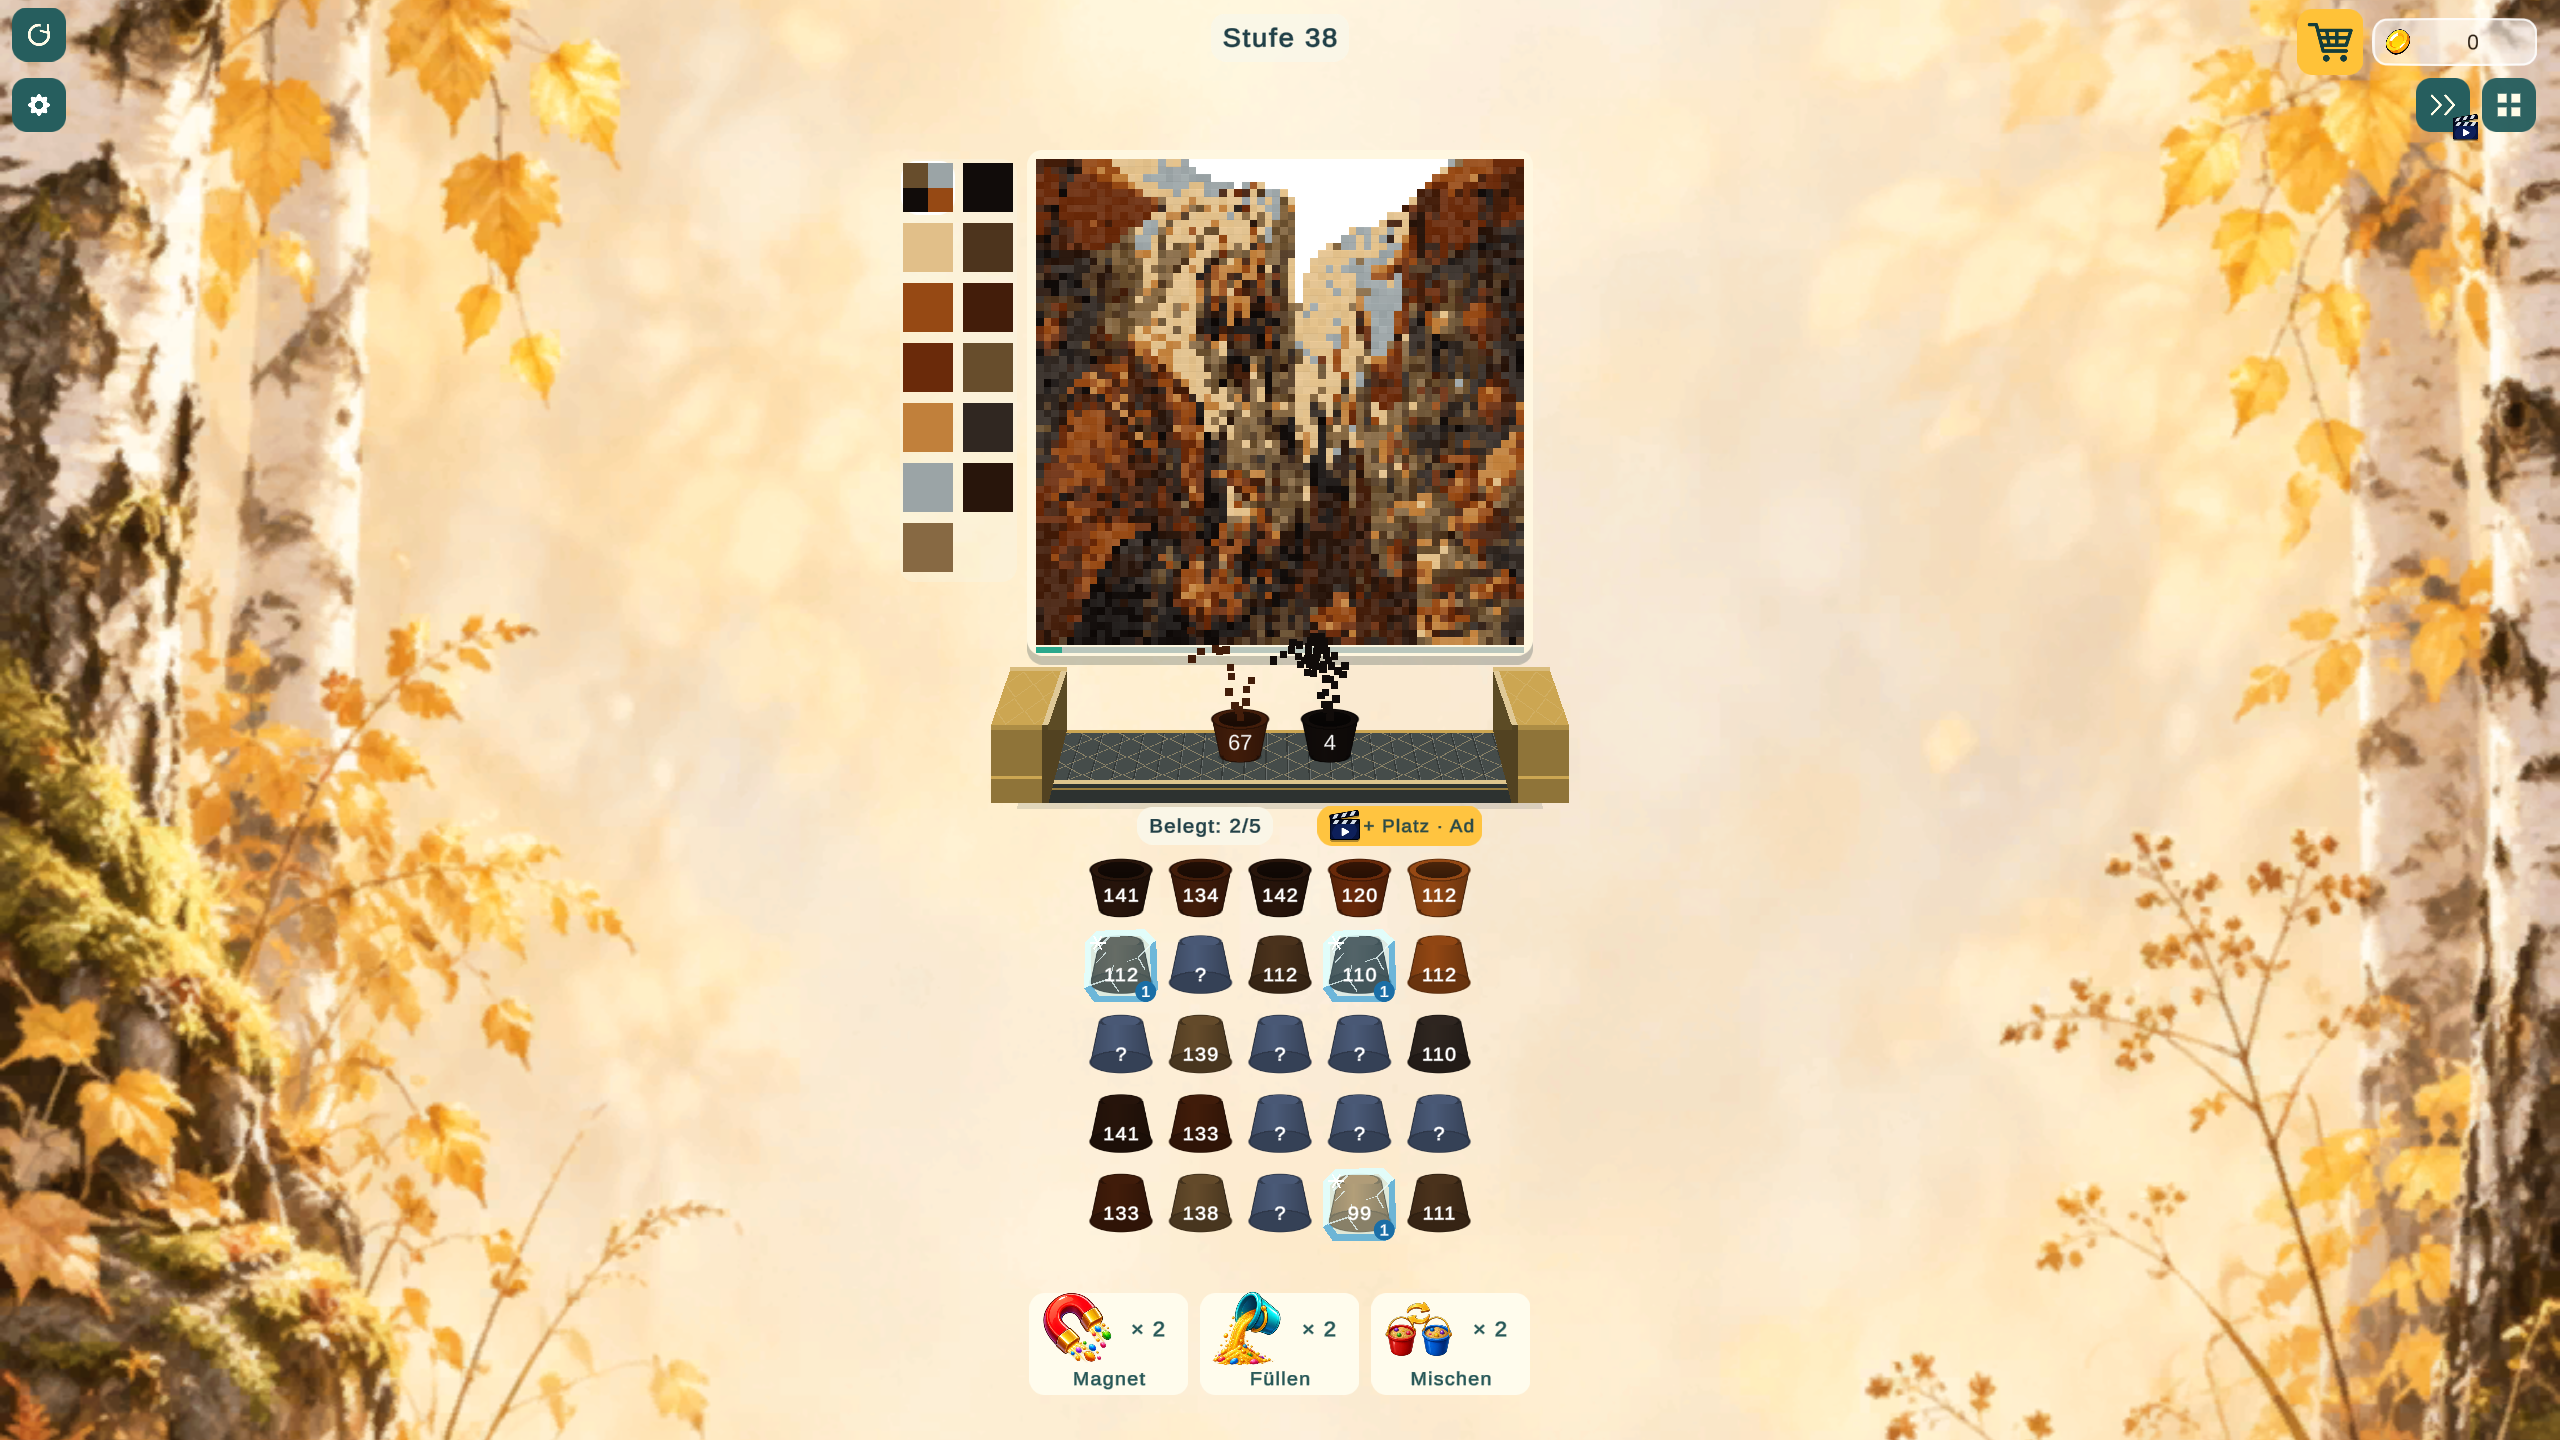 Stufe 38
0
67 4
Belegt: 2/5
+ Platz · Ad
141 134 142 120 112
112 1 ? 112 110 1 112
? 139 ? ? 110
141 133 ? ? ?
133 138 ? 99 1 111
× 2 × 2 × 2
Magnet Füllen Mischen